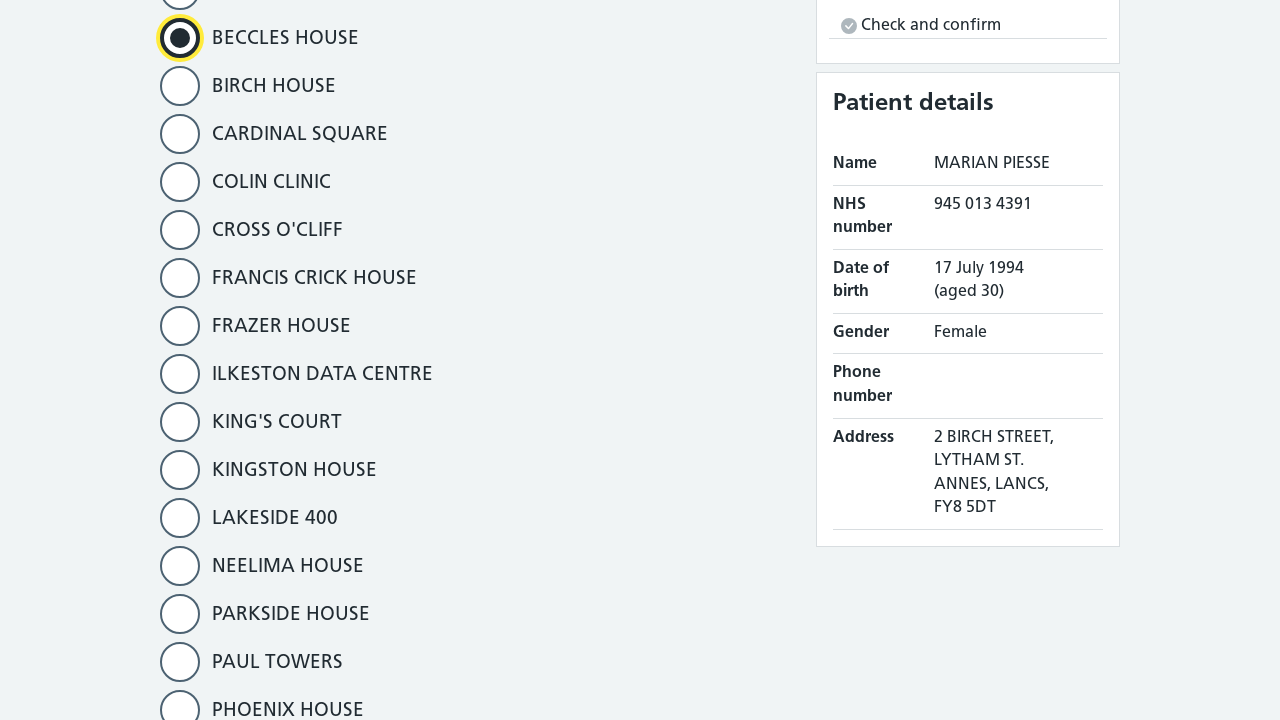 BECCLES HOUSE
BIRCH HOUSE
CARDINAL SQUARE
COLIN CLINIC
CROSS O'CLIFF
FRANCIS CRICK HOUSE
FRAZER HOUSE
ILKESTON DATA CENTRE
KING'S COURT
KINGSTON HOUSE
LAKESIDE 400
NEELIMA HOUSE
PARKSIDE HOUSE
PAUL TOWERS
PHOENIX HOUSE
Check and confirm
Patient details
Name MARIAN PIESSE
NHS 945 013 4391
number
Date of 17 July 1994
birth (aged 30)
Gender Female
Phone
number
Address 2 BIRCH STREET,
LYTHAM ST.
ANNES, LANCS,
FY8 5DT